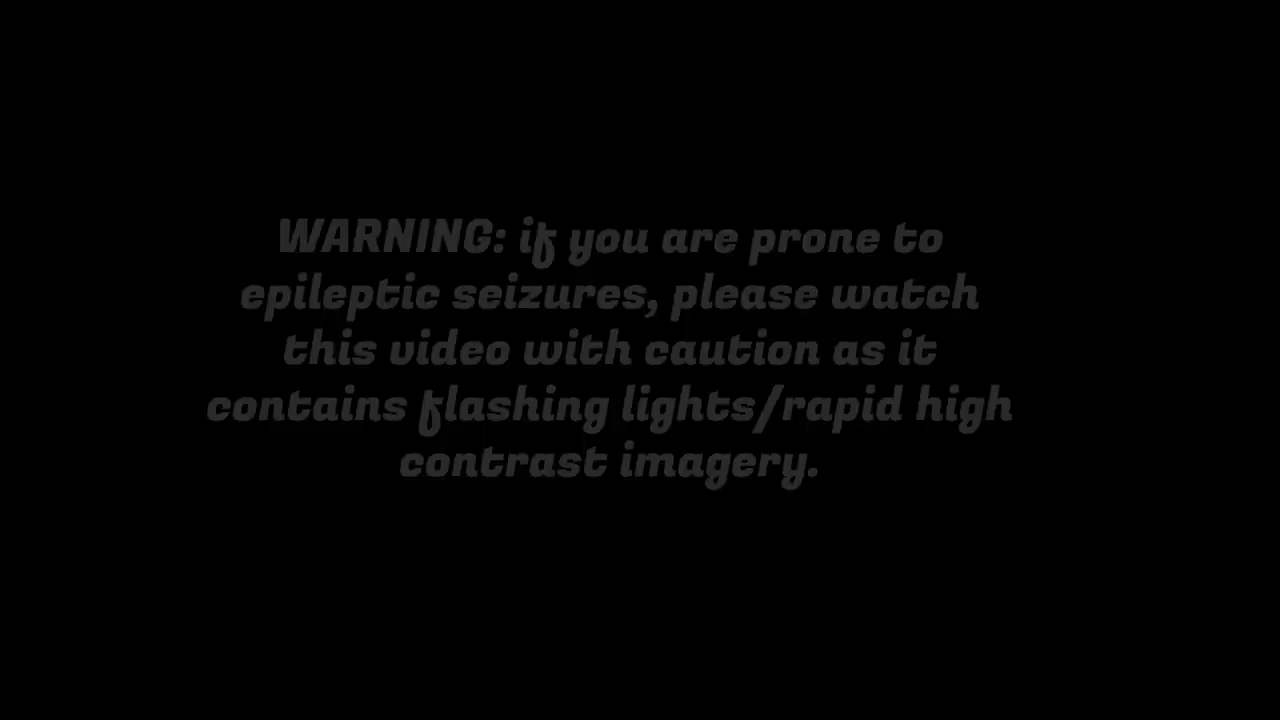 WARNING: if you are prone to
epileptic seizures, please watch
this video with caution as it
contains flashing lights/rapid high
contrast imagery.